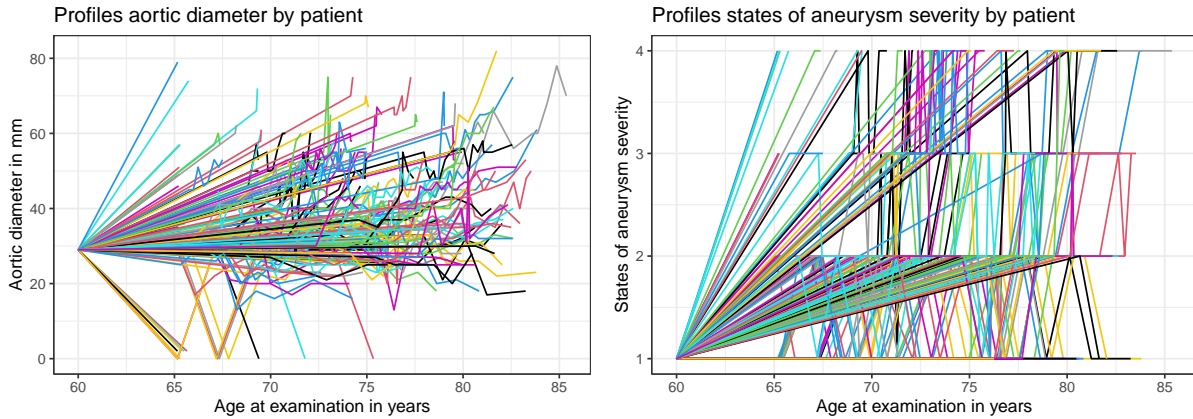 Profiles aortic diameter by patient
Aortic diameter in mm
80
60
40
20
0
60 65 70 75 80 85
Age at examination in years
Profiles states of aneurysm severity by patient
States of aneurysm severity
4
3
2
1
60 65 70 75 80 85
Age at examination in years